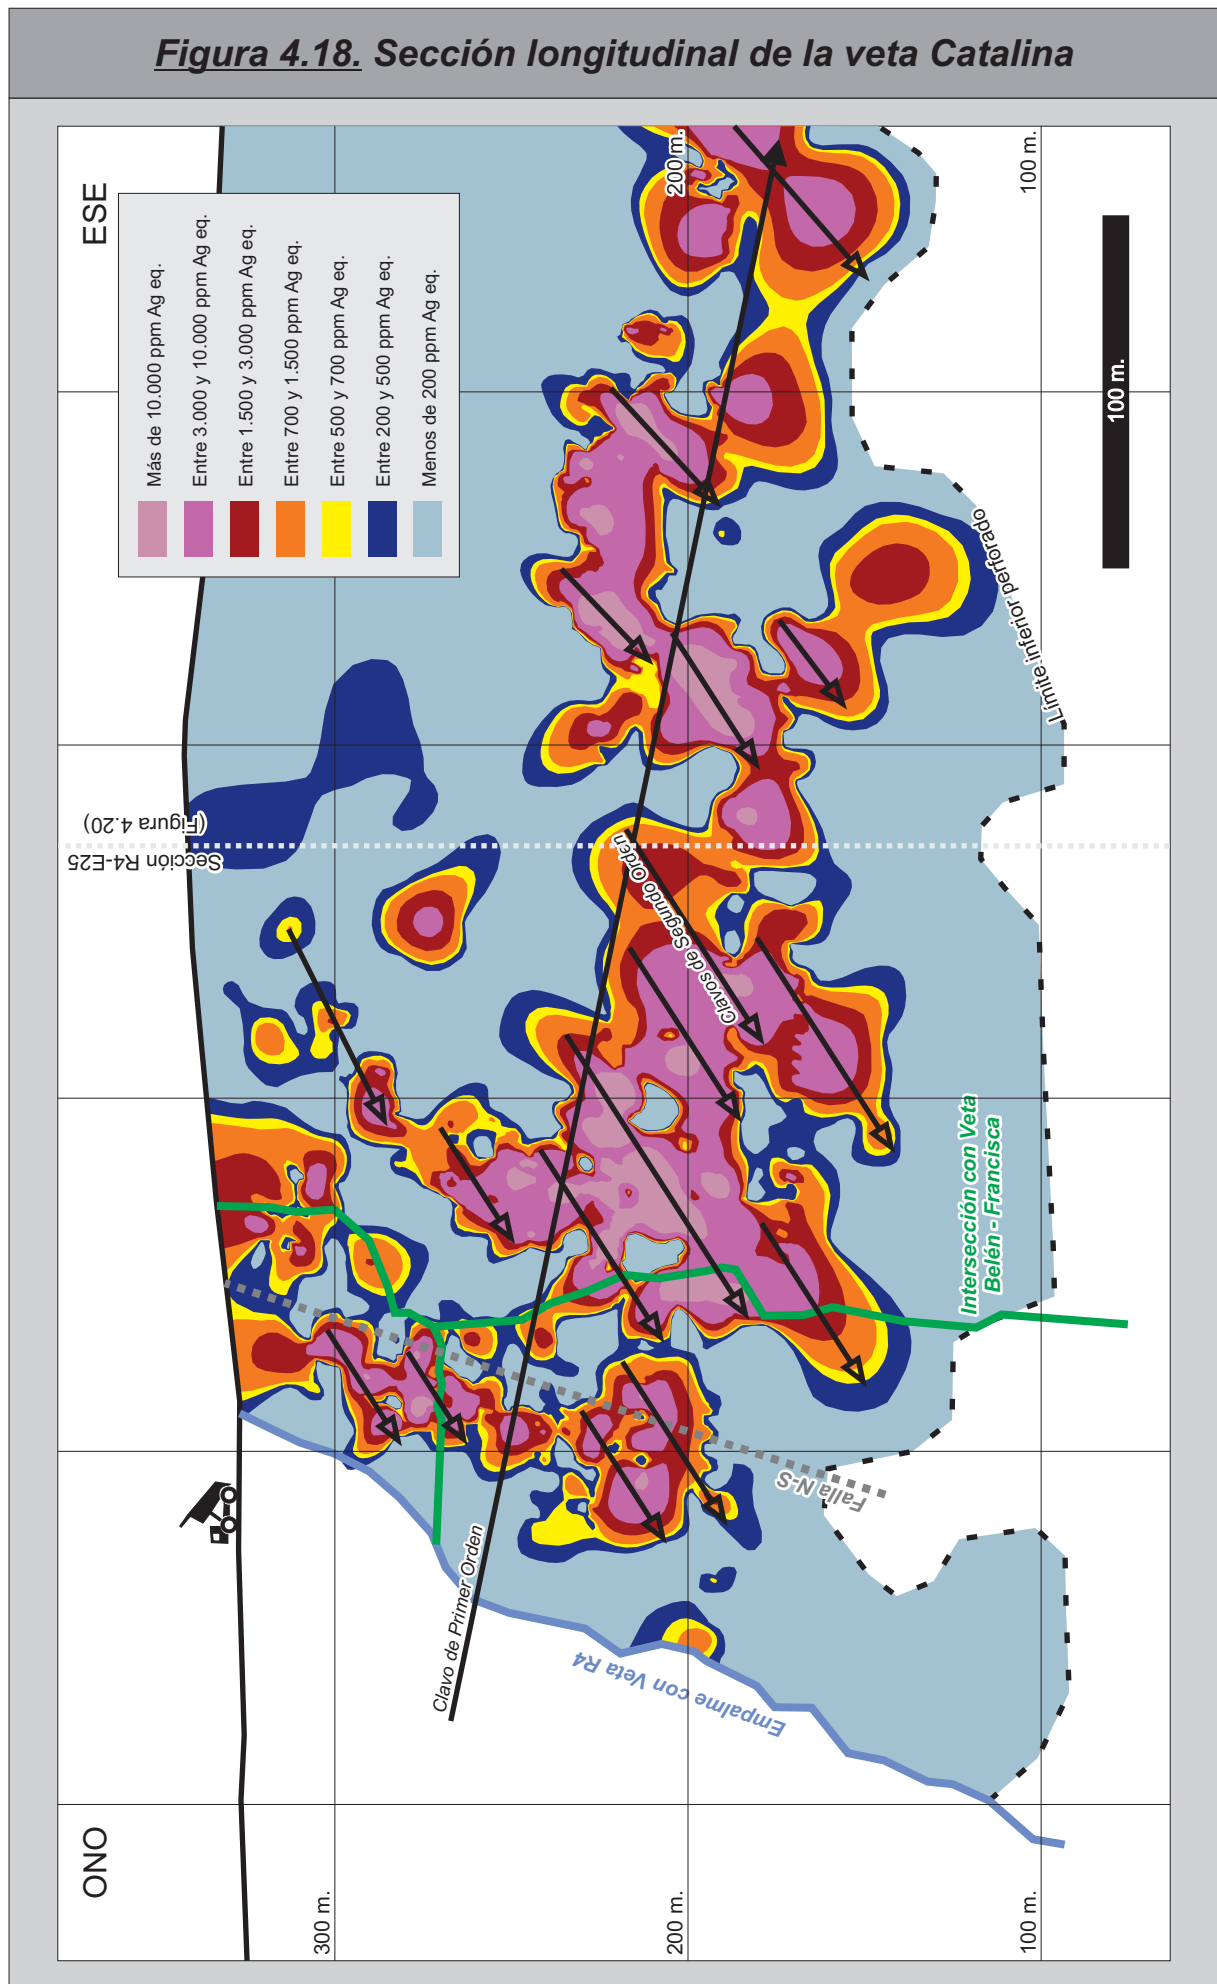 Figura 4.18. Sección longitudinal de la veta Catalina
ESE
Más de 10.000 ppm Ag eq.
Entre 3.000 y 10.000 ppm Ag eq.
Entre 1.500 y 3.000 ppm Ag eq.
Entre 700 y 1.500 ppm Ag eq.
Entre 500 y 700 ppm Ag eq.
Entre 200 y 500 ppm Ag eq.
Menos de 200 ppm Ag eq.
200 m.
100 m.
100 m.
Límite inferior perforado
Sección R4-E25
(Figura 4.20)
Clavos de Segundo Orden
Intersección con Veta
Belén - Francisca
Falla N-S
Clavo de Primer Orden
Empalme con Veta R4
ONO
300 m.
200 m.
100 m.